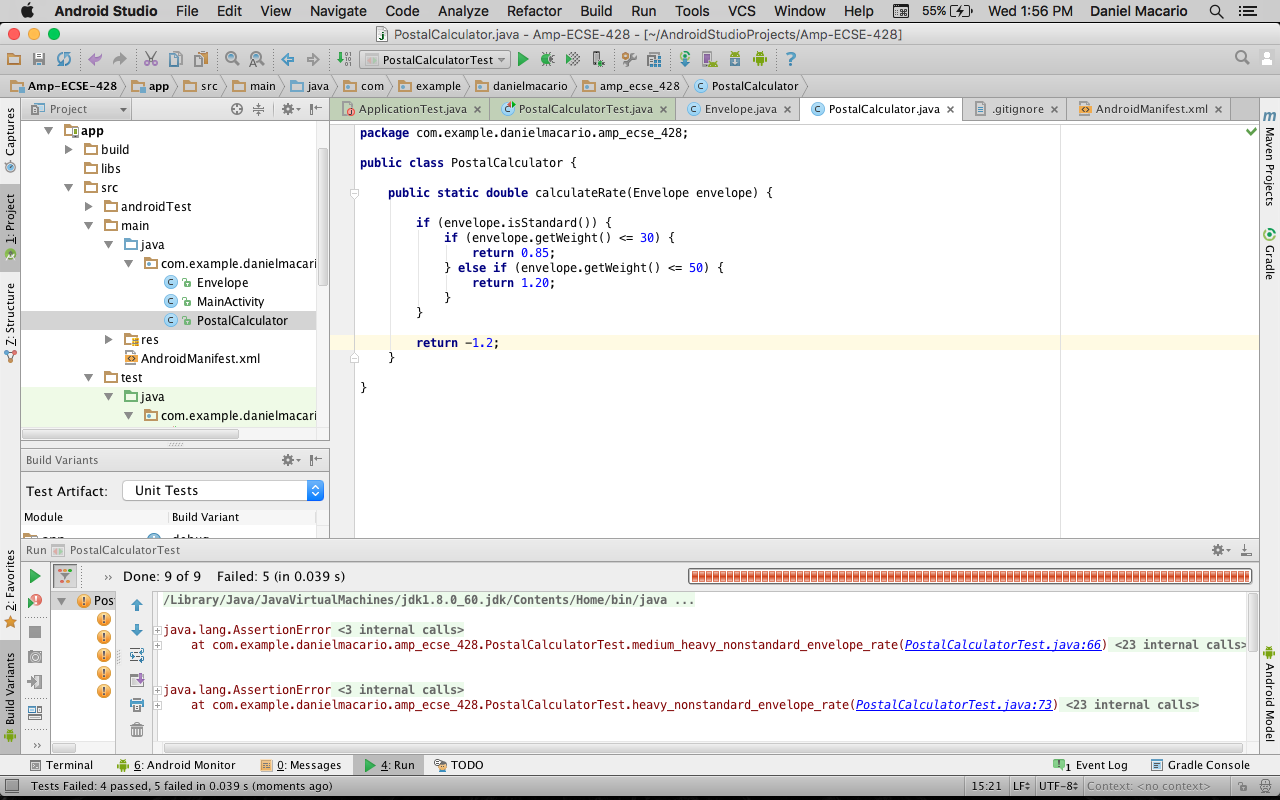 Android Studio File Edit View Navigate Code Analyze Refactor Build Run Tools VCS Window Help 55% Wed 1:56 PM Daniel Macario
PostalCalculator.java - Amp-ECSE-428 - [~/AndroidStudioProjects/Amp-ECSE-428]
PostalCalculatorTest
Amp-ECSE-428 app src main java com example danielmacario amp_ecse_428 PostalCalculator
Project
ApplicationTest.java PostalCalculatorTest.java Envelope.java PostalCalculator.java .gitignore AndroidManifest.xml
Captures
1: Project
Z: Structure
2: Favorites
Build Variants
app
build
libs
src
androidTest
main
java
com.example.danielmacari
Envelope
MainActivity
PostalCalculator
res
AndroidManifest.xml
test
java
com.example.danielmacari
Build Variants
Test Artifact: Unit Tests
Module Build Variant
package com.example.danielmacario.amp_ecse_428;
public class PostalCalculator {
public static double calculateRate(Envelope envelope) {
if (envelope.isStandard()) {
if (envelope.getWeight() <= 30) {
return 0.85;
} else if (envelope.getWeight() <= 50) {
return 1.20;
}
}
return -1.2;
}
}
m
Maven Projects
Gradle
Android Model
Run PostalCalculatorTest
Done: 9 of 9 Failed: 5 (in 0.039 s)
Pos
/Library/Java/JavaVirtualMachines/jdk1.8.0_60.jdk/Contents/Home/bin/java ...
java.lang.AssertionError <3 internal calls>
at com.example.danielmacario.amp_ecse_428.PostalCalculatorTest.medium_heavy_nonstandard_envelope_rate(PostalCalculatorTest.java:66) <23 internal calls>
java.lang.AssertionError <3 internal calls>
at com.example.danielmacario.amp_ecse_428.PostalCalculatorTest.heavy_nonstandard_envelope_rate(PostalCalculatorTest.java:73) <23 internal calls>
Terminal 6: Android Monitor 0: Messages 4: Run TODO 1 Event Log Gradle Console
Tests Failed: 4 passed, 5 failed in 0.039 s (moments ago) 15:21 LF UTF-8 Context: <no context>